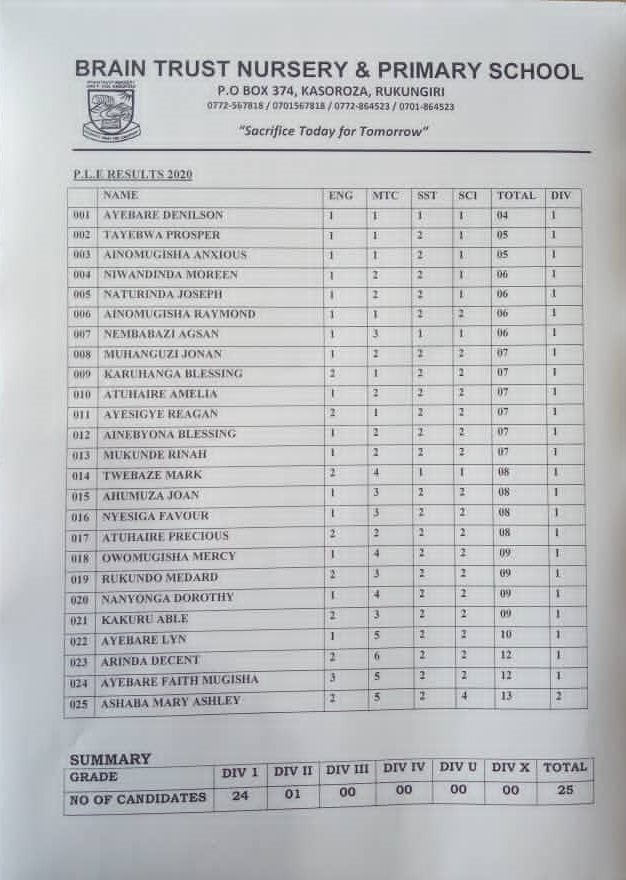 BRAIN TRUST NURSERY & PRIMARY SCHOOL
P.O BOX 374, KASOROZA, RUKUNGIRI
0772-567818 / 0701567818 / 0772-864523 / 0701-864523
"Sacrifice Today for Tomorrow"
P.L.E RESULTS 2020
NAME ENG MTC SST SCI TOTAL DIV
001 AYEBARE DENILSON 1 1 1 1 04 1
002 TAYEBWA PROSPER 1 1 2 1 05 1
003 AINOMUGISHA ANXIOUS 1 1 2 1 05 1
004 NIWANDINDA MOREEN 1 2 2 1 06 1
005 NATURINDA JOSEPH 1 2 2 1 06 1
006 AINOMUGISHA RAYMOND 1 1 2 2 06 1
007 NEMBABAZI AGSAN 1 3 1 1 06 1
008 MUHANGUZI JONAN 1 2 2 2 07 1
009 KARUHANGA BLESSING 2 1 2 2 07 1
010 ATUHAIRE AMELIA 1 2 2 2 07 1
011 AYESIGYE REAGAN 2 1 2 2 07 1
012 AINEBYONA BLESSING 1 2 2 2 07 1
013 MUKUNDE RINAH 1 2 2 2 07 1
014 TWEBAZE MARK 2 4 1 1 08 1
015 AHUMUZA JOAN 1 3 2 2 08 1
016 NYESIGA FAVOUR 1 3 2 2 08 1
017 ATUHAIRE PRECIOUS 2 2 2 2 08 1
018 OWOMUGISHA MERCY 1 4 2 2 09 1
019 RUKUNDO MEDARD 2 3 2 2 09 1
020 NANYONGA DOROTHY 1 4 2 2 09 1
021 KAKURU ABLE 2 3 2 2 09 1
022 AYEBARE LYN 1 5 2 2 10 1
023 ARINDA DECENT 2 6 2 2 12 1
024 AYEBARE FAITH MUGISHA 3 5 2 2 12 1
025 ASHABA MARY ASHLEY 2 5 2 4 13 2
SUMMARY
GRADE DIV 1 DIV II DIV III DIV IV DIV U DIV X TOTAL
NO OF CANDIDATES 24 01 00 00 00 00 25